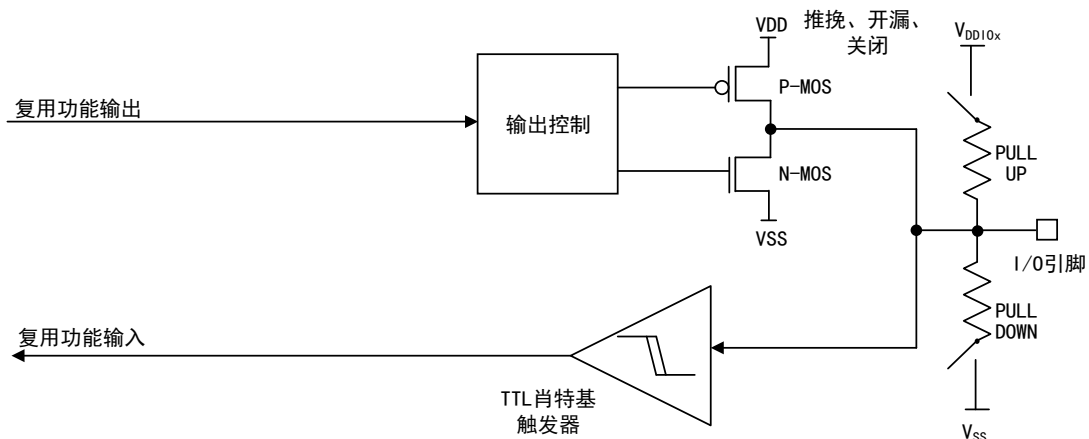 推挽、开漏、
关闭
VDD
VDDIOx
P-MOS
复用功能输出
输出控制
PULL
UP
N-MOS
VSS
I/O引脚
PULL
DOWN
复用功能输入
TTL肖特基
触发器
VSS